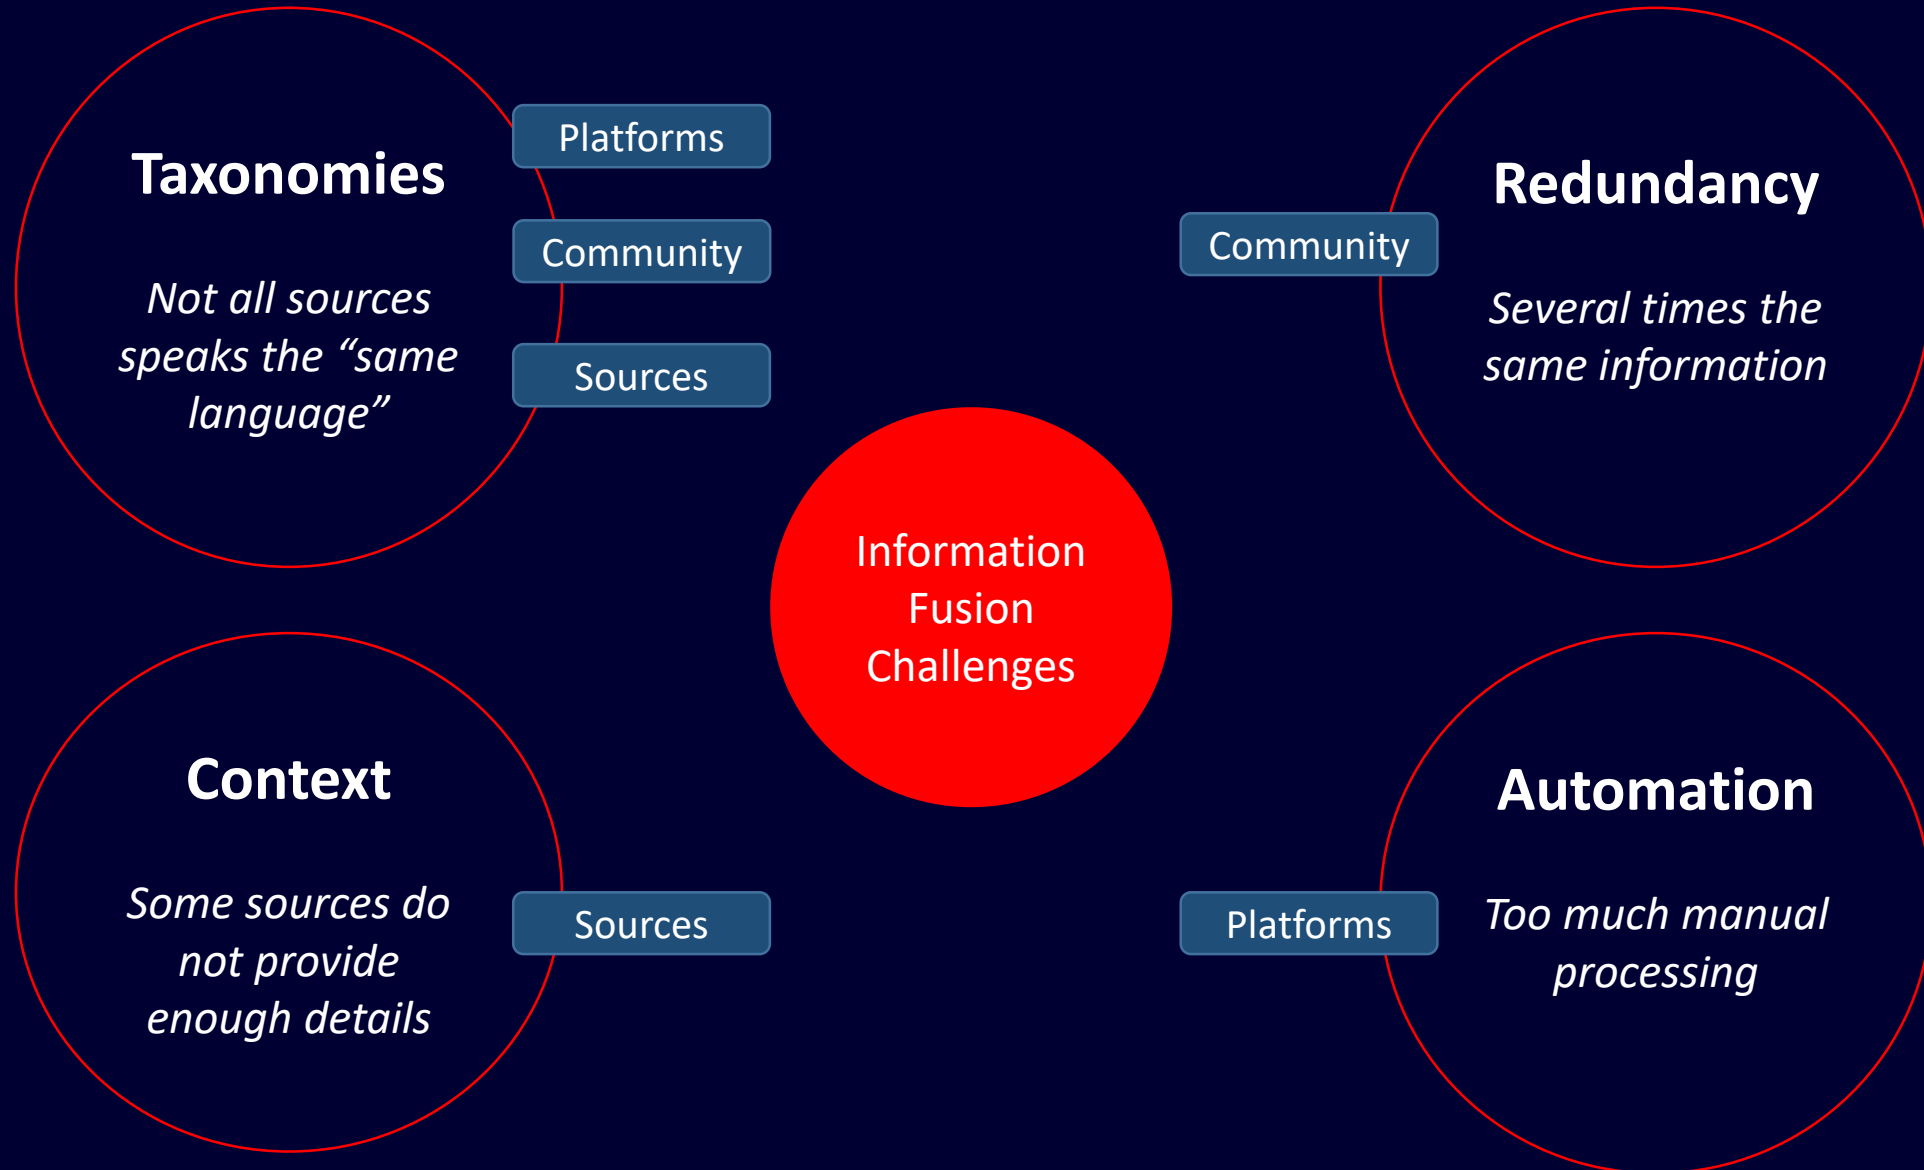 Taxonomies
Not all sources
speaks the “same
language”
Platforms
Community
Sources
Community
Redundancy
Several times the
same information
Information
Fusion
Challenges
Context
Some sources do
not provide
enough details
Sources
Platforms
Automation
Too much manual
processing